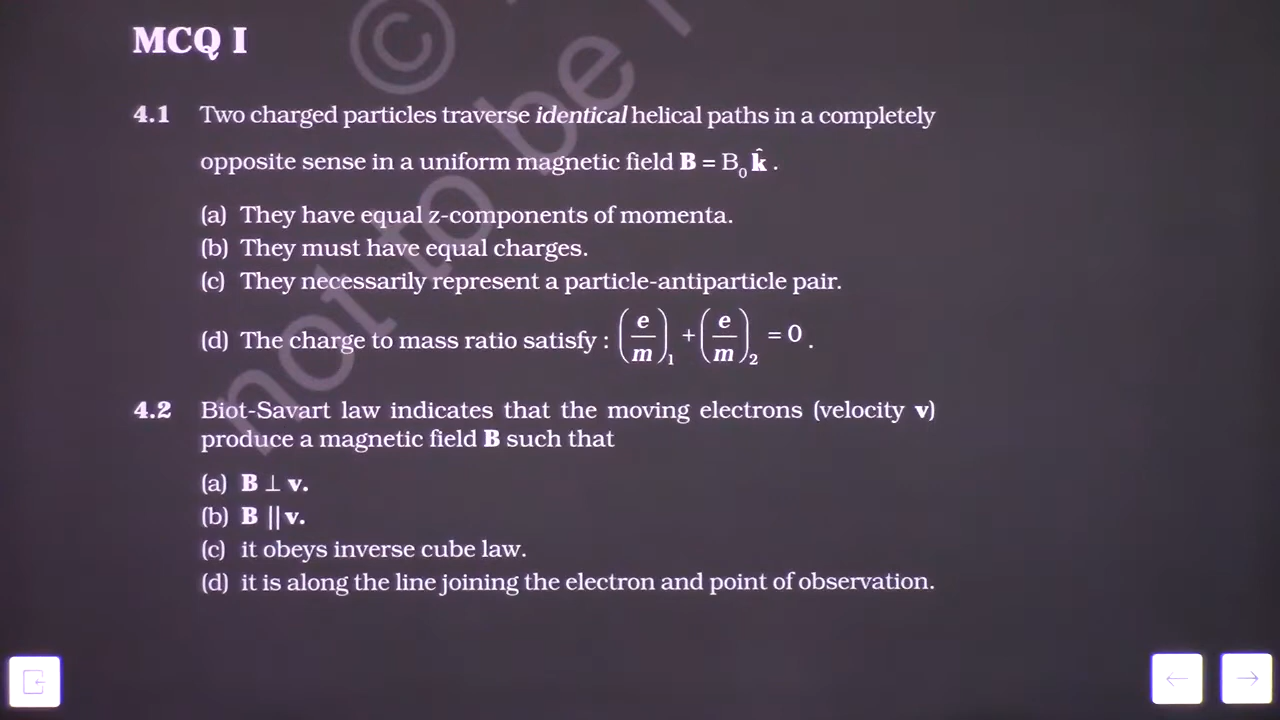 MCQ I
4.1 Two charged particles traverse identical helical paths in a completely
opposite sense in a uniform magnetic field B = B₀ k̂ .
(a) They have equal z-components of momenta.
(b) They must have equal charges.
(c) They necessarily represent a particle-antiparticle pair.
(d) The charge to mass ratio satisfy : (e/m)₁ + (e/m)₂ = 0 .
4.2 Biot-Savart law indicates that the moving electrons (velocity v)
produce a magnetic field B such that
(a) B ⊥ v.
(b) B || v.
(c) it obeys inverse cube law.
(d) it is along the line joining the electron and point of observation.
©
not to be